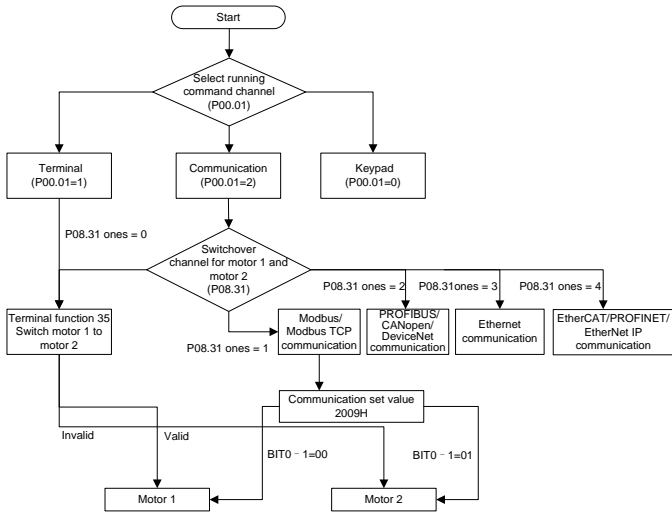 Start
Select running
command channel
(P00.01)
Terminal
(P00.01=1)
Communication
(P00.01=2)
Keypad
(P00.01=0)
P08.31 ones = 0
Switchover
channel for motor 1 and
motor 2
(P08.31)
P08.31 ones = 2
P08.31ones = 3
P08.31 ones = 4
Terminal function 35
Switch motor 1 to
motor 2
P08.31 ones = 1
Modbus/
Modbus TCP
communication
PROFIBUS/
CANopen/
DeviceNet
communication
Ethernet
communication
EtherCAT/PROFINET/
EtherNet IP
communication
Communication set value
2009H
Invalid
Valid
BIT0–1=00
BIT0–1=01
Motor 1
Motor 2